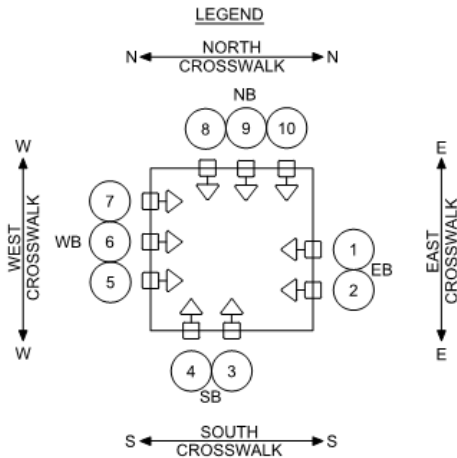 LEGEND
N NORTH N
CROSSWALK
NB
8 9 10
W E
7
WEST
CROSSWALK
WB 6
5
1
EB
2
EAST
CROSSWALK
W E
4 3
SB
S SOUTH S
CROSSWALK